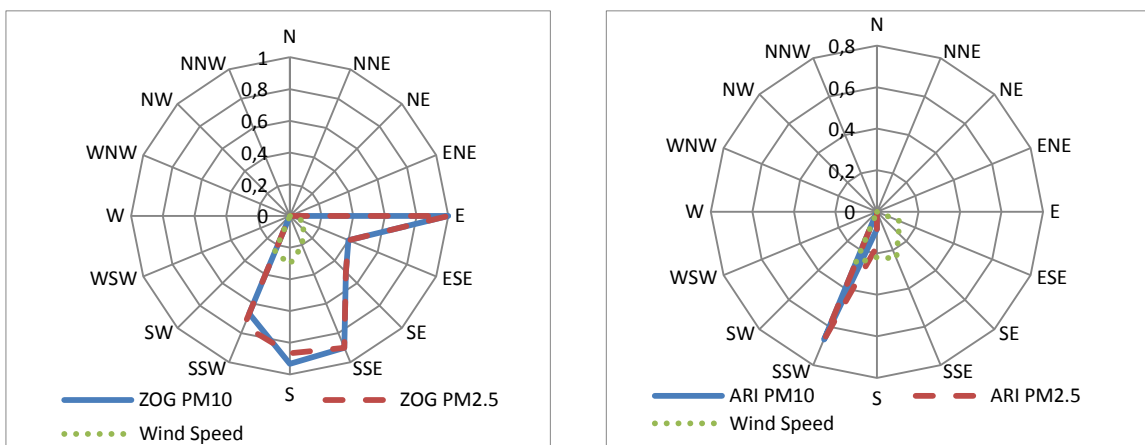 N
NNE
NE
ENE
E
ESE
SE
SSE
S
SSW
SW
WSW
W
WNW
NW
NNW
1
0,8
0,6
0,4
0,2
0
ZOG PM10
ZOG PM2.5
Wind Speed
N
NNE
NE
ENE
E
ESE
SE
SSE
S
SSW
SW
WSW
W
WNW
NW
NNW
0,8
0,6
0,4
0,2
0
ARI PM10
ARI PM2.5
Wind Speed